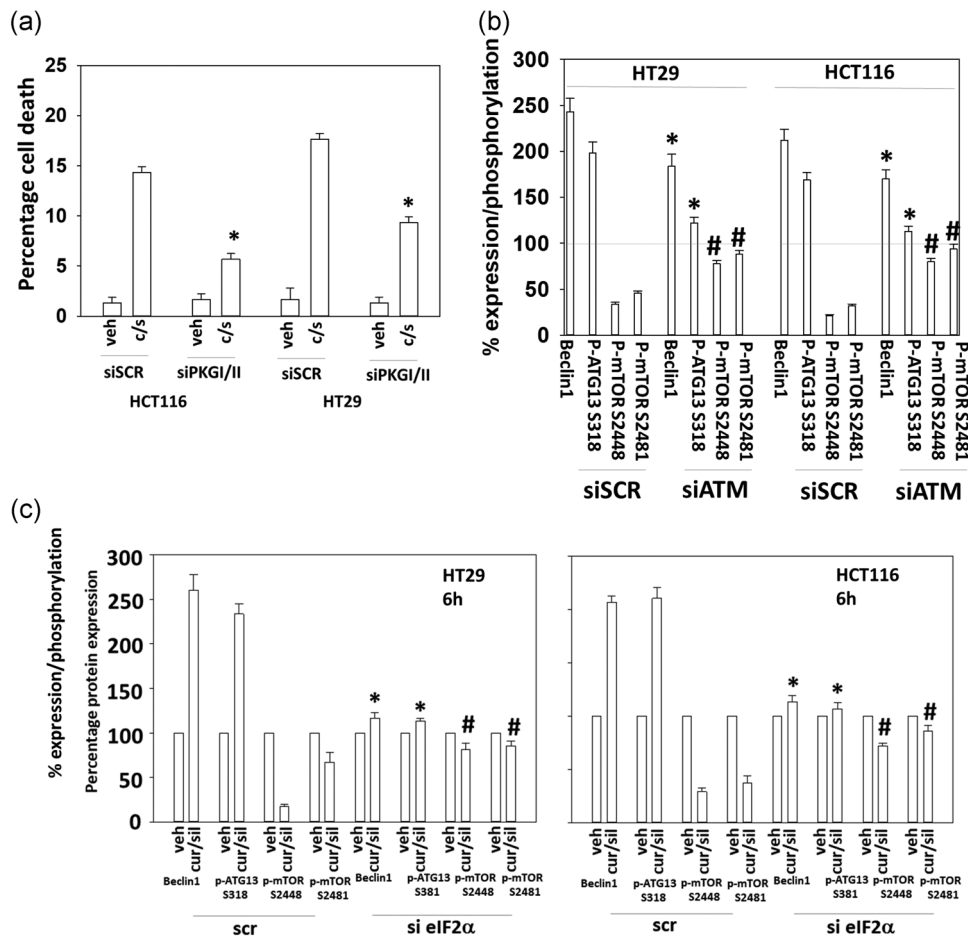 (a)
25
20
15
10
5
0
Percentage cell death
veh
c/s
veh
c/s
veh
c/s
veh
c/s
*
*
siSCR
siPKGI/II
siSCR
siPKGI/II
HCT116
HT29
(b)
300
250
200
150
100
50
0
% expression/phosphorylation
HT29
HCT116
*
*
#
#
*
*
#
#
Beclin1
P-ATG13 S318
P-mTOR S2448
P-mTOR S2481
Beclin1
P-ATG13 S318
P-mTOR S2448
P-mTOR S2481
Beclin1
P-ATG13 S318
P-mTOR S2448
P-mTOR S2481
Beclin1
P-ATG13 S318
P-mTOR S2448
P-mTOR S2481
siSCR
siATM
siSCR
siATM
(c)
% expression/phosphorylation
Percentage protein expression
300
250
200
150
100
50
0
HT29
6h
*
*
#
#
veh
cur/sil
veh
cur/sil
veh
cur/sil
veh
cur/sil
veh
cur/sil
veh
cur/sil
veh
cur/sil
veh
cur/sil
Beclin1
p-ATG13
S318
p-mTOR
S2448
p-mTOR
S2481
Beclin1
p-ATG13
S381
p-mTOR
S2448
p-mTOR
S2481
scr
si eIF2α
HCT116
6h
*
*
#
#
veh
cur/sil
veh
cur/sil
veh
cur/sil
veh
cur/sil
veh
cur/sil
veh
cur/sil
veh
cur/sil
veh
cur/sil
Beclin1
p-ATG13
S318
p-mTOR
S2448
p-mTOR
S2481
Beclin1
p-ATG13
S381
p-mTOR
S2448
p-mTOR
S2481
scr
si eIF2α